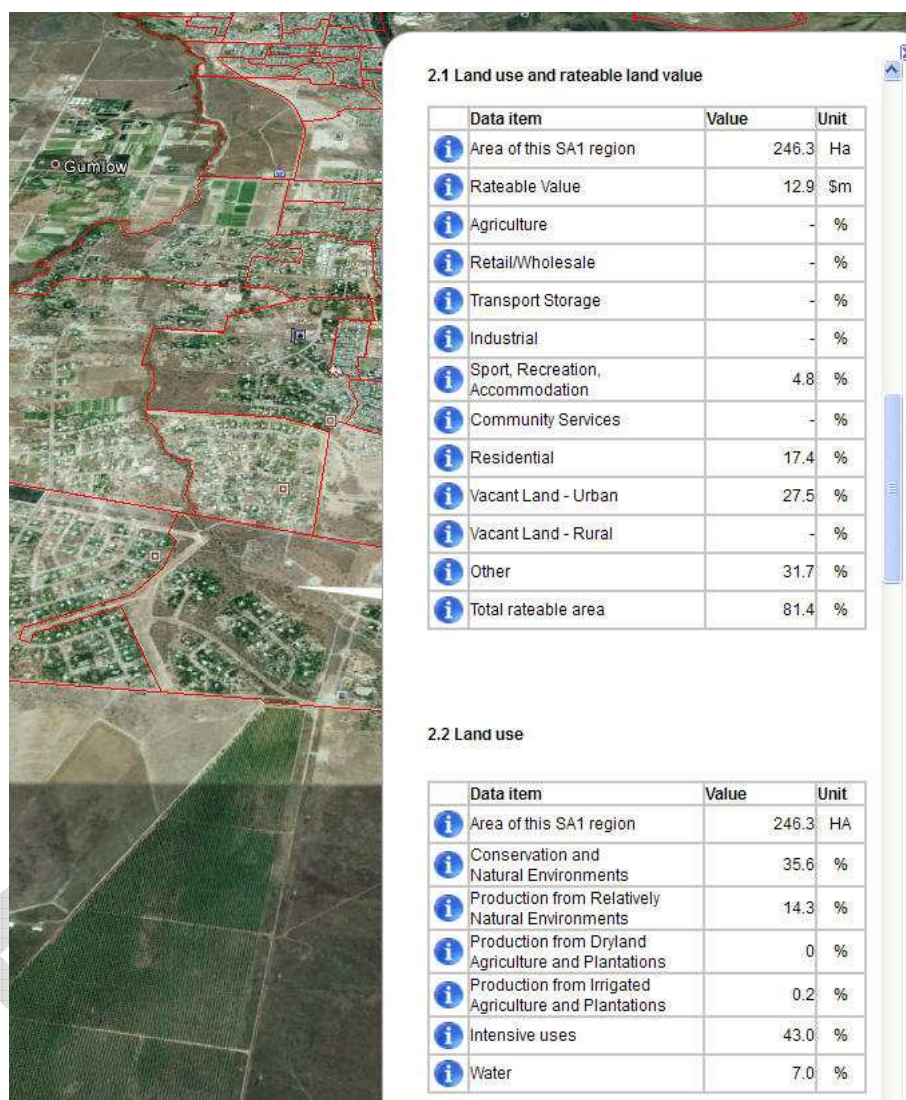 Gumlow
2.1 Land use and rateable land value
Data item Value Unit
Area of this SA1 region 246.3 Ha
Rateable Value 12.9 $m
Agriculture - %
Retail/Wholesale - %
Transport Storage - %
Industrial - %
Sport, Recreation,
Accommodation 4.8 %
Community Services - %
Residential 17.4 %
Vacant Land - Urban 27.5 %
Vacant Land - Rural - %
Other 31.7 %
Total rateable area 81.4 %
2.2 Land use
Data item Value Unit
Area of this SA1 region 246.3 HA
Conservation and
Natural Environments 35.6 %
Production from Relatively
Natural Environments 14.3 %
Production from Dryland
Agriculture and Plantations 0 %
Production from Irrigated
Agriculture and Plantations 0.2 %
Intensive uses 43.0 %
Water 7.0 %